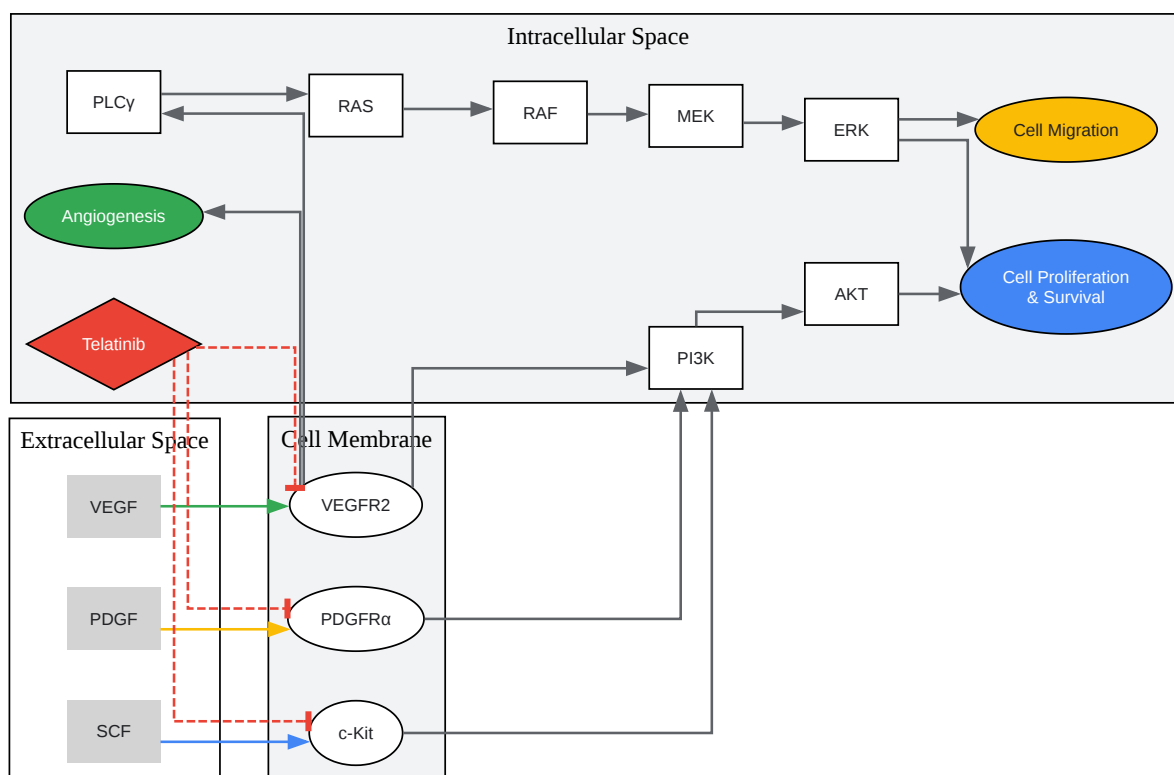 Intracellular Space
PLCγ
RAS
RAF
MEK
ERK
Cell Migration
Angiogenesis
Cell Proliferation
& Survival
AKT
Telatinib
PI3K
Extracellular Space
Cell Membrane
VEGF
VEGFR2
PDGF
PDGFRα
SCF
c-Kit